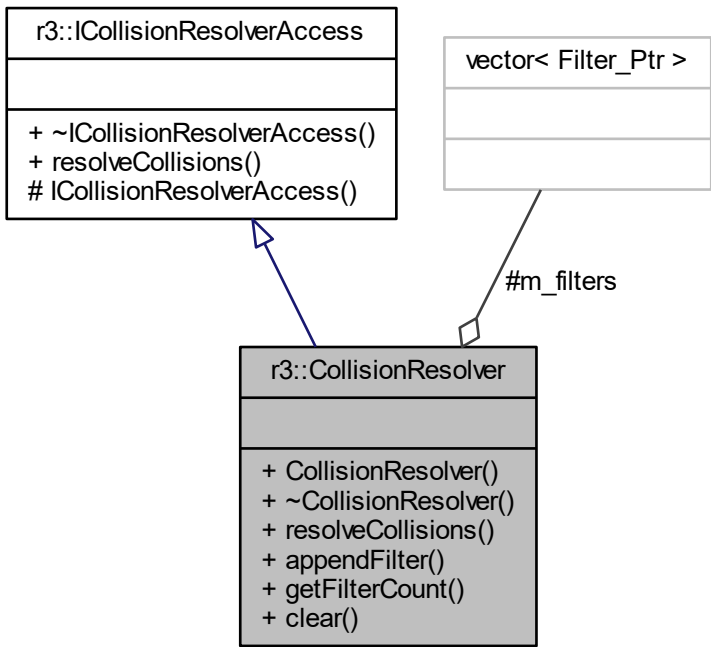 r3::ICollisionResolverAccess
+ ~ICollisionResolverAccess()
+ resolveCollisions()
# ICollisionResolverAccess()
vector< Filter_Ptr >
#m_filters
r3::CollisionResolver
+ CollisionResolver()
+ ~CollisionResolver()
+ resolveCollisions()
+ appendFilter()
+ getFilterCount()
+ clear()